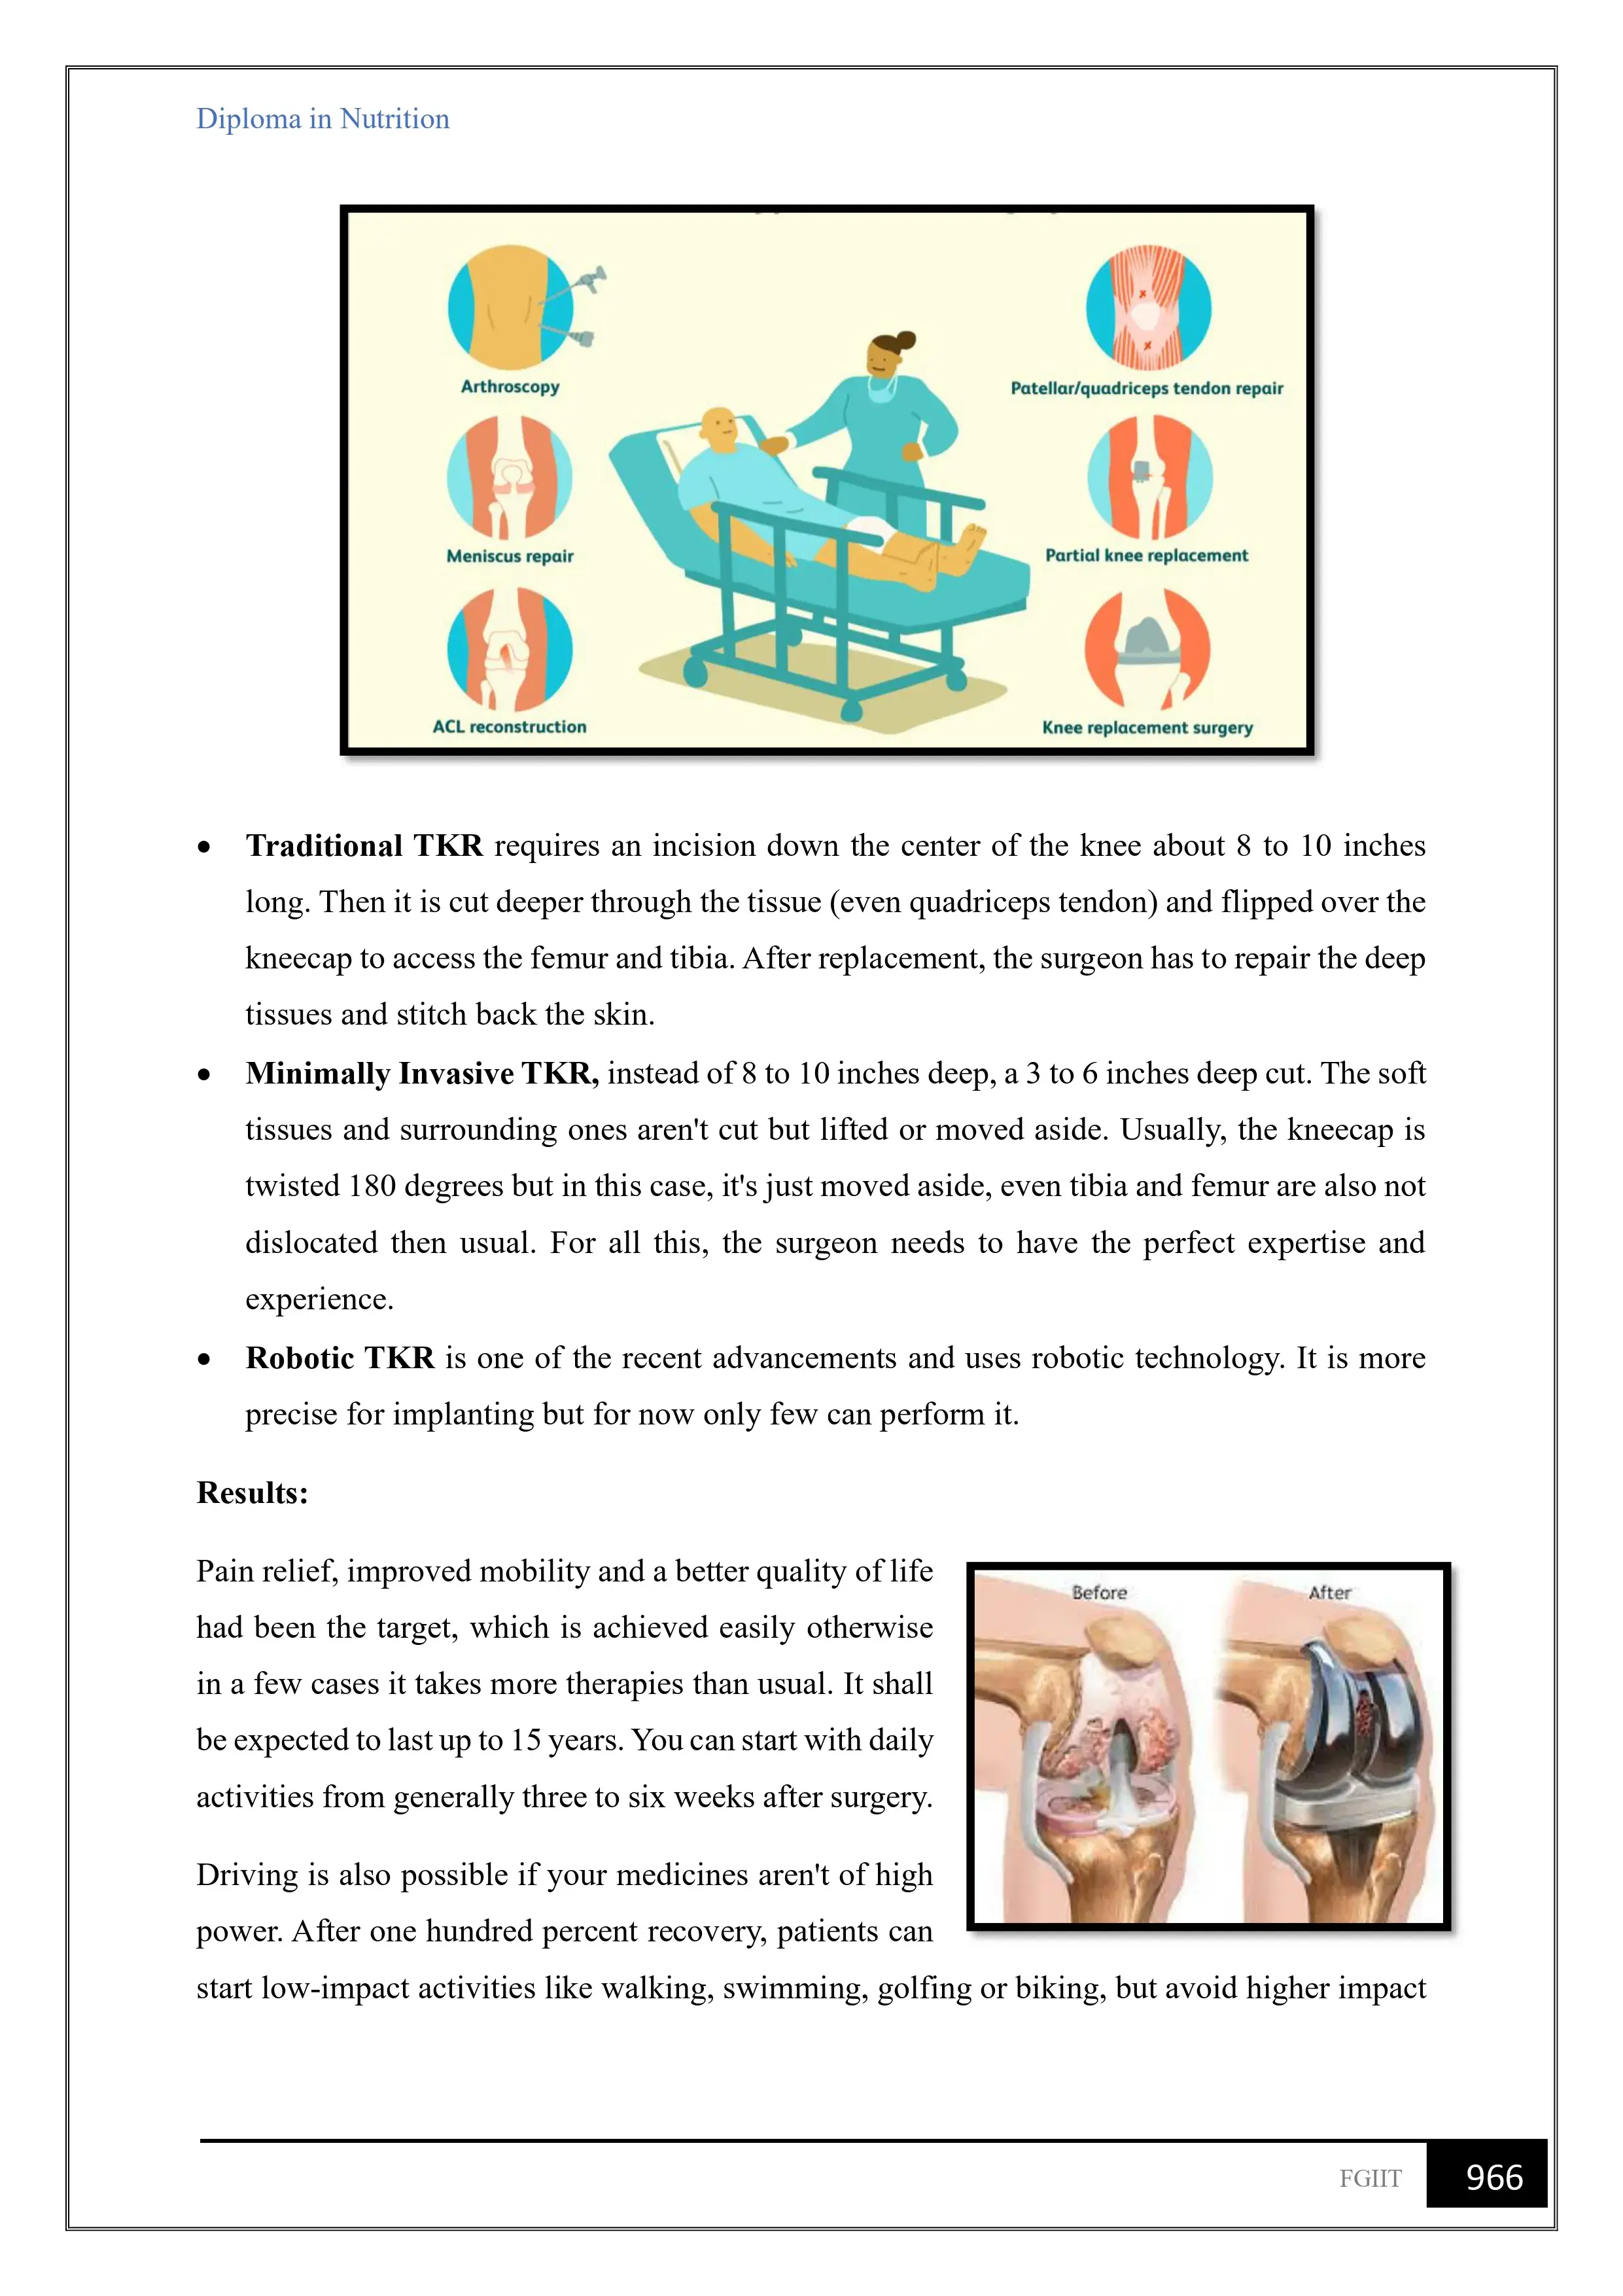 Diploma in Nutrition
Arthroscopy
Patellar/quadriceps tendon repair
Meniscus repair
Partial knee replacement
ACL reconstruction
Knee replacement surgery
• Traditional TKR requires an incision down the center of the knee about 8 to 10 inches
long. Then it is cut deeper through the tissue (even quadriceps tendon) and flipped over the
kneecap to access the femur and tibia. After replacement, the surgeon has to repair the deep
tissues and stitch back the skin.
• Minimally Invasive TKR, instead of 8 to 10 inches deep, a 3 to 6 inches deep cut. The soft
tissues and surrounding ones aren't cut but lifted or moved aside. Usually, the kneecap is
twisted 180 degrees but in this case, it's just moved aside, even tibia and femur are also not
dislocated then usual. For all this, the surgeon needs to have the perfect expertise and
experience.
• Robotic TKR is one of the recent advancements and uses robotic technology. It is more
precise for implanting but for now only few can perform it.
Results:
Pain relief, improved mobility and a better quality of life
had been the target, which is achieved easily otherwise
in a few cases it takes more therapies than usual. It shall
be expected to last up to 15 years. You can start with daily
activities from generally three to six weeks after surgery.
Before
After
Driving is also possible if your medicines aren't of high
power. After one hundred percent recovery, patients can
start low-impact activities like walking, swimming, golfing or biking, but avoid higher impact
FGIIT
966